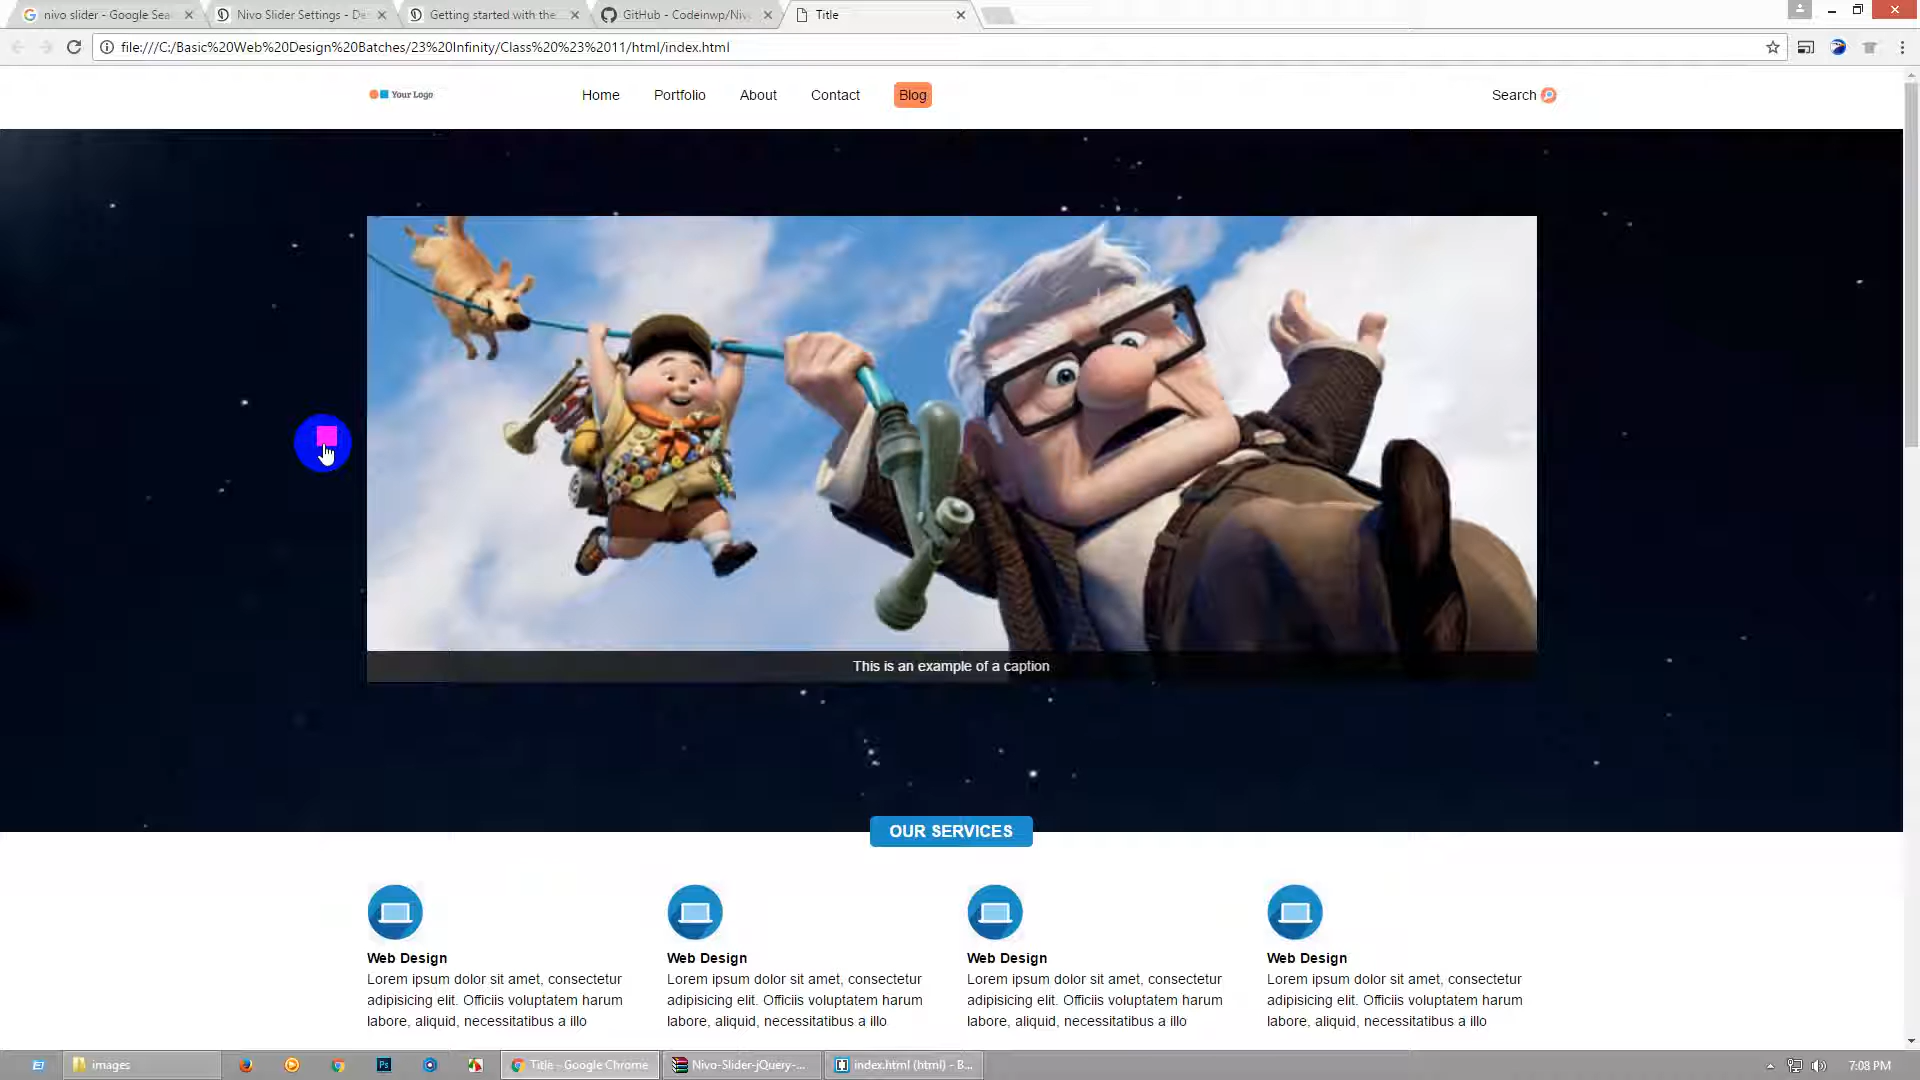 nivo slider - Google Sea
Nivo Slider Settings - De
Getting started with the
GitHub - Codeinwp/Niv
Title
file:///C:/Basic%20Web%20Design%20Batches/23%20Infinity/Class%20%23%2011/html/index.html
Your Logo
Home
Portfolio
About
Contact
Blog
Search
This is an example of a caption
OUR SERVICES
Web Design
Lorem ipsum dolor sit amet, consectetur
adipisicing elit. Officiis voluptatem harum
labore, aliquid, necessitatibus a illo
Web Design
Lorem ipsum dolor sit amet, consectetur
adipisicing elit. Officiis voluptatem harum
labore, aliquid, necessitatibus a illo
Web Design
Lorem ipsum dolor sit amet, consectetur
adipisicing elit. Officiis voluptatem harum
labore, aliquid, necessitatibus a illo
Web Design
Lorem ipsum dolor sit amet, consectetur
adipisicing elit. Officiis voluptatem harum
labore, aliquid, necessitatibus a illo
images
Ps
Title - Google Chrome
Nivo-Slider-jQuery-...
index.html (html) - B...
7:08 PM